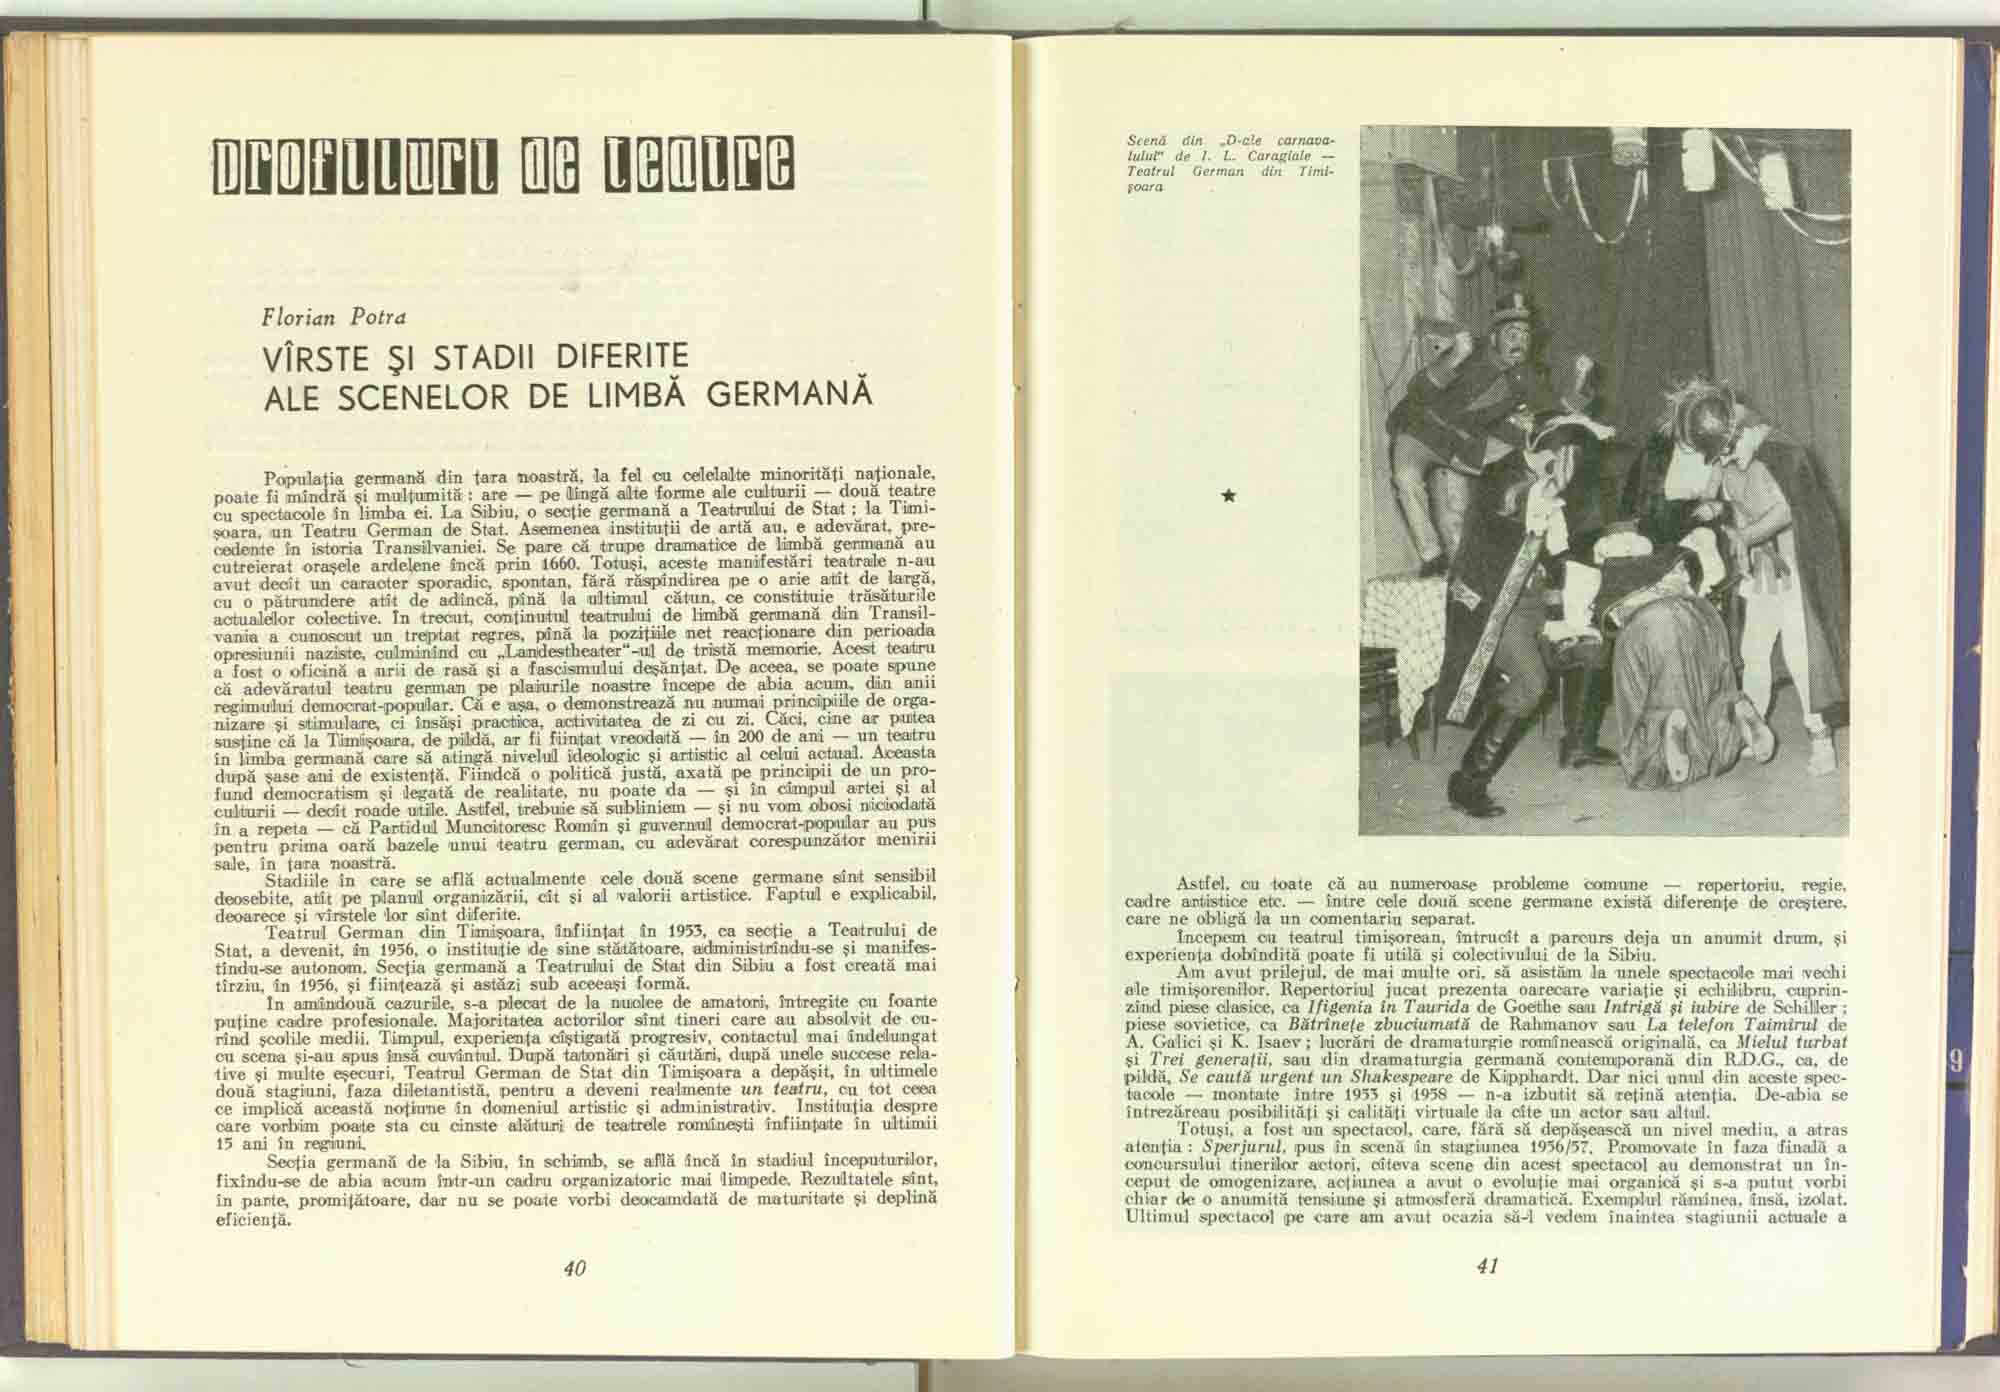 profiluri de teatre
Florian Potra
VÎRSTE ŞI STADII DIFERITE
ALE SCENELOR DE LIMBĂ GERMANĂ
Populaţia germană din ţara noastră, la fel cu celelalte minorităţi naţionale,
poate fi mîndră şi mulţumită : are — pe lîngă alte forme ale culturii — două teatre
cu spectacole în limba ei. La Sibiu, o secţie germană a Teatrului de Stat ; la Timi-
şoara, un Teatru German de Stat. Asemenea instituţii de artă au, e adevărat, pre-
cedente în istoria Transilvaniei. Se pare că trupe dramatice de limbă germană au
cutreierat oraşele ardelene încă prin 1660. Totuşi, aceste manifestări teatrale n-au
avut decît un caracter sporadic, spontan, fără răspîndirea pe o arie atît de largă,
cu o pătrundere atît de adîncă, pînă la ultimul cătun, ce constituie trăsăturile
actualelor colective. In trecut, conţinutul teatrului de limbă germană din Transil-
vania a cunoscut un treptat regres, pînă la poziţiile net reacţionare din perioada
opresiunii naziste, culminînd cu „Landestheater"-ul de tristă memorie. Acest teatru
a fost o oficină a urii de rasă şi a fascismului deşănţat. De aceea, se poate spune
că adevăratul teatru german pe plaiurile noastre începe de abia acum, din anii
regimului democrat-popular. Că e aşa, o demonstrează nu numai principiile de orga-
nizare şi stimulare, ci însăşi practica, activitatea de zi cu zi. Căci, cine ar putea
susţine că la Timişoara, de pildă, ar fi fiinţat vreodată — în 200 de ani — un teatru
în limba germană care să atingă nivelul ideologic şi artistic al celui actual. Aceasta
după şase ani de existenţă. Fiindcă o politică justă, axată pe principii de un pro-
fund democratism şi legată de realitate, nu poate da — şi în cîmpul artei şi al
culturii — decît roade utile. Astfel, trebuie să subliniem — şi nu vom obosi niciodată
în a repeta — că Partidul Muncitoresc Romîn şi guvernul democrat-popular au pus
pentru prima oară bazele unui teatru german, cu adevărat corespunzător menirii
sale, în ţara noastră.
Stadiile în care se află actualmente cele două scene germane sînt sensibil
deosebite, atît pe planul organizării, cît şi al valorii artistice. Faptul e explicabil,
deoarece şi vîrstele lor sînt diferite.
Teatrul German din Timişoara, înfiinţat în 1953, ca secţie a Teatrului de
Stat, a devenit, în 1956, o instituţie de sine stătătoare, administrîndu-se şi manifes-
tîndu-se autonom. Secţia germană a Teatrului de Stat din Sibiu a fost creată mai
tîrziu, în 1956, şi fiinţează şi astăzi sub aceeaşi formă.
In amîndouă cazurile, s-a plecat de la nuclee de amatori, întregite cu foarte
puţine cadre profesionale. Majoritatea actorilor sînt tineri care au absolvit de cu-
rînd şcolile medii. Timpul, experienţa cîştigată progresiv, contactul mai îndelungat
cu scena şi-au spus însă cuvîntul. După tatonări şi căutări, după unele succese rela-
tive şi multe eşecuri, Teatrul German de Stat din Timişoara a depăşit, în ultimele
două stagiuni, faza diletantistă, pentru a deveni realmente un teatru, cu tot ceea
ce implică această noţiune în domeniul artistic şi administrativ. Instituţia despre
care vorbim poate sta cu cinste alături de teatrele romîneşti înfiinţate în ultimii
15 ani în regiuni.
Secţia germană de la Sibiu, în schimb, se află încă în stadiul începuturilor,
fixîndu-se de abia acum într-un cadru organizatoric mai limpede. Rezultatele sînt,
în parte, promiţătoare, dar nu se poate vorbi deocamdată de maturitate şi deplină
eficienţă.
40
Scenă din „D-ale carnava-
lului" de I. L. Caragiale —
Teatrul German din Timi-
şoara
★
Astfel, cu toate că au numeroase probleme comune — repertoriu, regie,
cadre artistice etc. — între cele două scene germane există diferenţe de creştere,
care ne obligă la un comentariu separat.
Incepem cu teatrul timişorean, întrucît a parcurs deja un anumit drum, şi
experienţa dobîndită poate fi utilă şi colectivului de la Sibiu.
Am avut prilejul, de mai multe ori, să asistăm la unele spectacole mai vechi
ale timişorenilor. Repertoriul jucat prezenta oarecare variaţie şi echilibru, cuprin-
zînd piese clasice, ca Ifigenia în Taurida de Goethe sau Intrigă şi iubire de Schiller ;
piese sovietice, ca Bătrîneţe zbuciumată de Rahmanov sau La telefon Taimirul de
A. Galici şi K. Isaev ; lucrări de dramaturgie romînească originală, ca Mielul turbat
şi Trei generaţii, sau din dramaturgia germană contemporană din R.D.G., ca, de
pildă, Se caută urgent un Shakespeare de Kipphardt. Dar nici unul din aceste spec-
tacole — montate între 1953 şi 1958 — n-a izbutit să reţină atenţia. De-abia se
întrezăreau posibilităţi şi calităţi virtuale la cîte un actor sau altul.
Totuşi, a fost un spectacol, care, fără să depăşească un nivel mediu, a atras
atenţia : Sperjurul, pus în scenă în stagiunea 1956/57. Promovate în faza finală a
concursului tinerilor actori, cîteva scene din acest spectacol au demonstrat un în-
ceput de omogenizare, acţiunea a avut o evoluţie mai organică şi s-a putut vorbi
chiar de o anumită tensiune şi atmosferă dramatică. Exemplul rămînea, însă, izolat.
Ultimul spectacol pe care am avut ocazia să-l vedem înaintea stagiunii actuale a
41
9